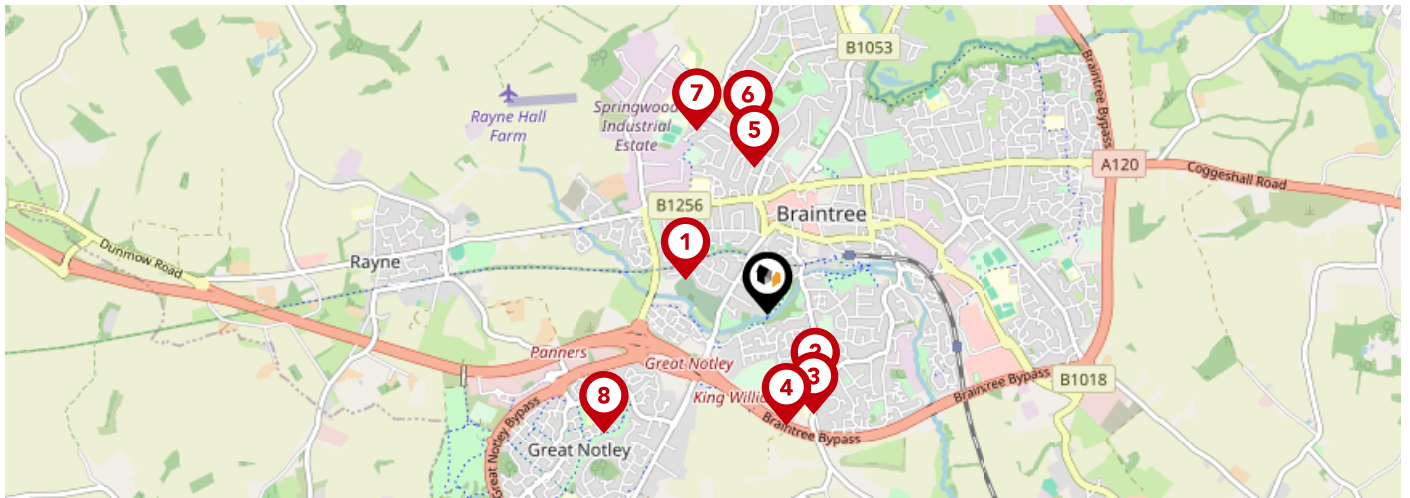 B1053
Braintree Bypass
7
6
Springwood
Industrial
Estate
Rayne Hall
Farm
5
A120
Coggeshall Road
B1256
Braintree
1
Dunmow Road
Rayne
Panners
Great Notley
2
3
4
King Willi
Braintree Bypass
Braintree Bypass
B1018
8
Great Notley Bypass
Great Notley